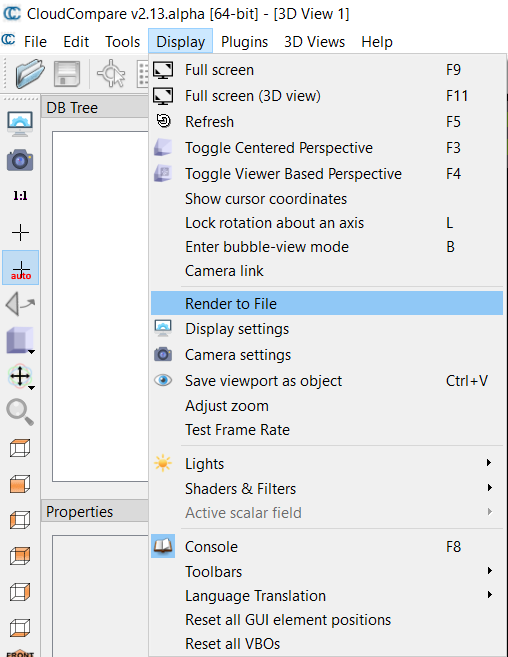 CloudCompare v2.13.alpha [64-bit] - [3D View 1]
File Edit Tools Display Plugins 3D Views Help
DB Tree
1:1
auto
Properties
FRONT
Full screen F9
Full screen (3D view) F11
Refresh F5
Toggle Centered Perspective F3
Toggle Viewer Based Perspective F4
Show cursor coordinates
Lock rotation about an axis L
Enter bubble-view mode B
Camera link
Render to File
Display settings
Camera settings
Save viewport as object Ctrl+V
Adjust zoom
Test Frame Rate
Lights
Shaders & Filters
Active scalar field
Console F8
Toolbars
Language Translation
Reset all GUI element positions
Reset all VBOs